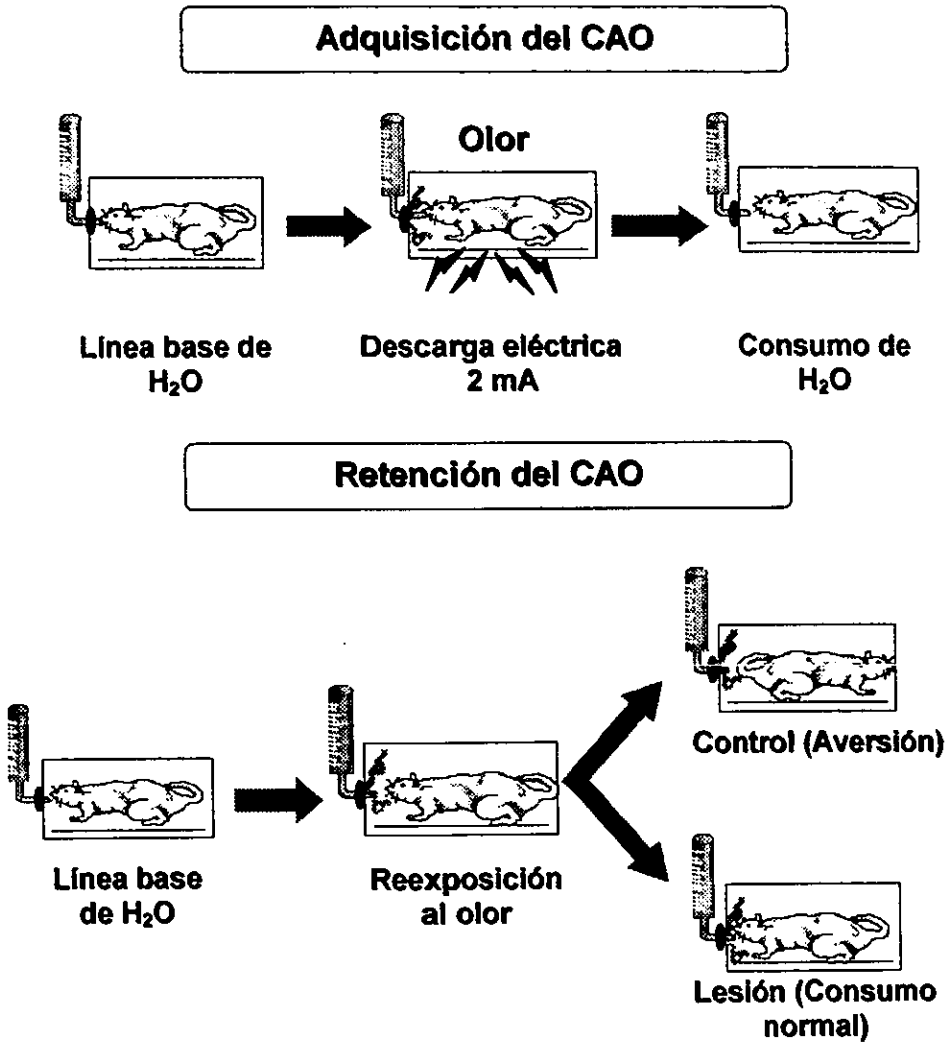 Adquisición del CAO
Olor
Línea base de
H₂O
Descarga eléctrica
2 mA
Consumo de
H₂O
Retención del CAO
Control (Aversión)
Línea base
de H₂O
Reexposición
al olor
Lesión (Consumo
normal)